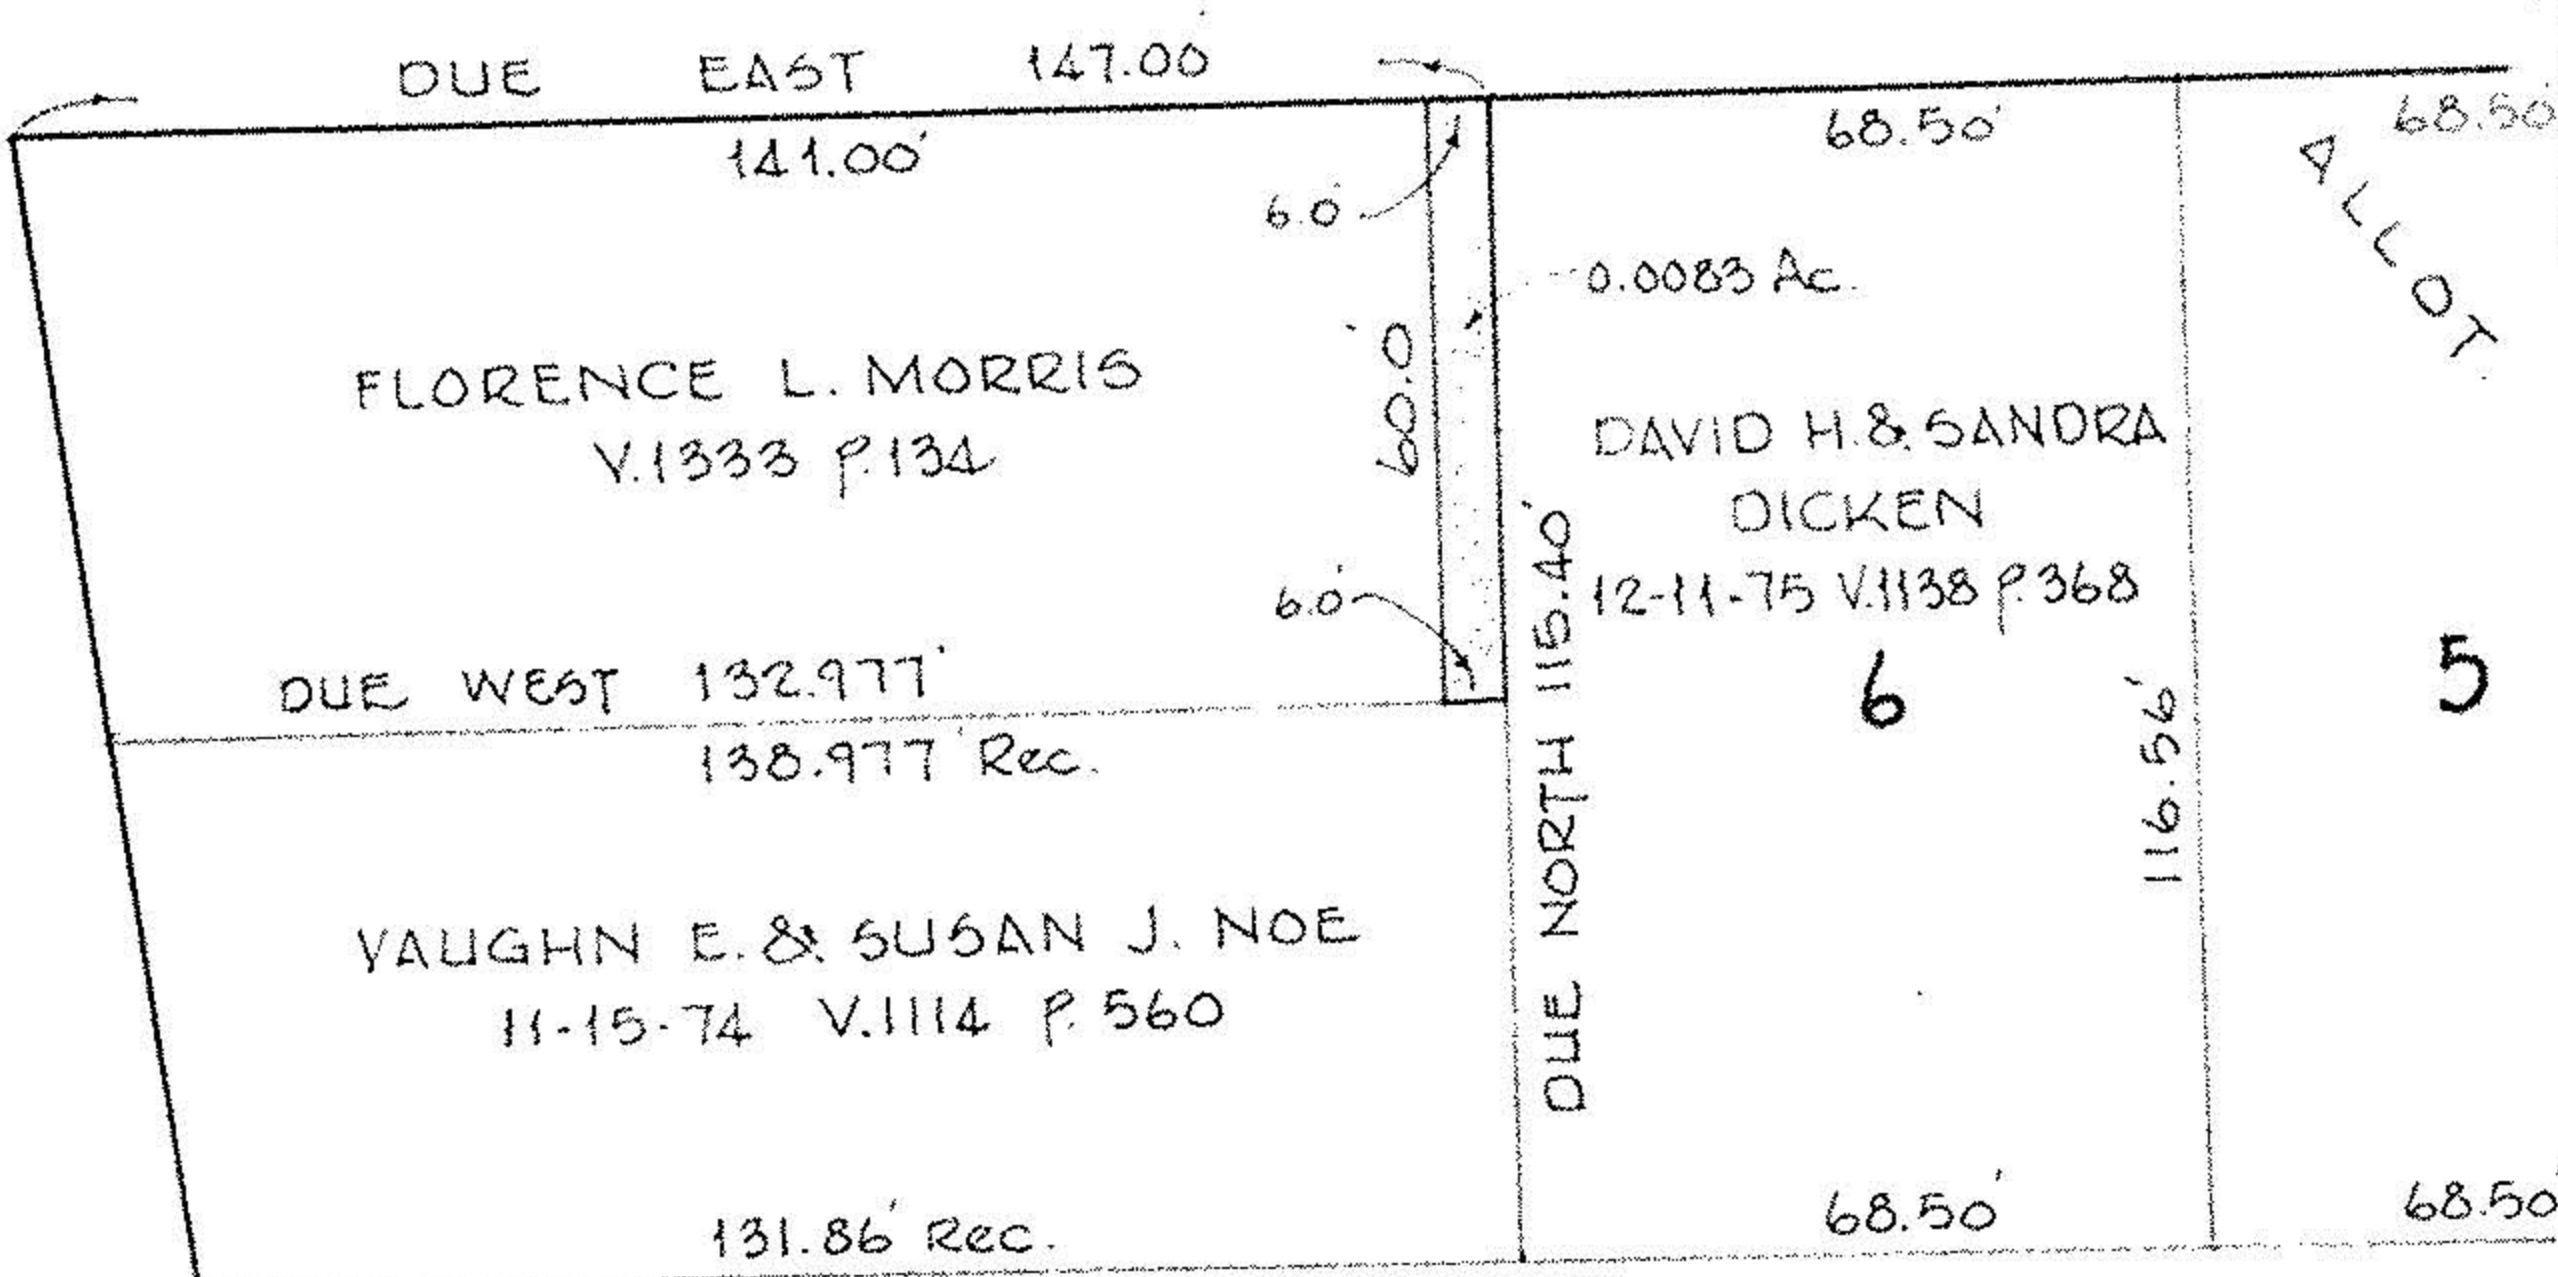 DUE EAST 147.00
141.00'
68.50'
68.50'
6.0'
0.0083 Ac.
ALLOT.
60.0'
FLORENCE L. MORRIS
V.1333 P.134
DAVID H. & SANDRA
DICKEN
12-11-75 V.1138 P.368
6.0'
6
5
DUE WEST 132.977'
138.977' Rec.
DUE NORTH 115.40'
116.56'
VAUGHN E. & SUSAN J. NOE
11-15-74 V.1114 P. 560
131.86' Rec.
68.50'
68.50'